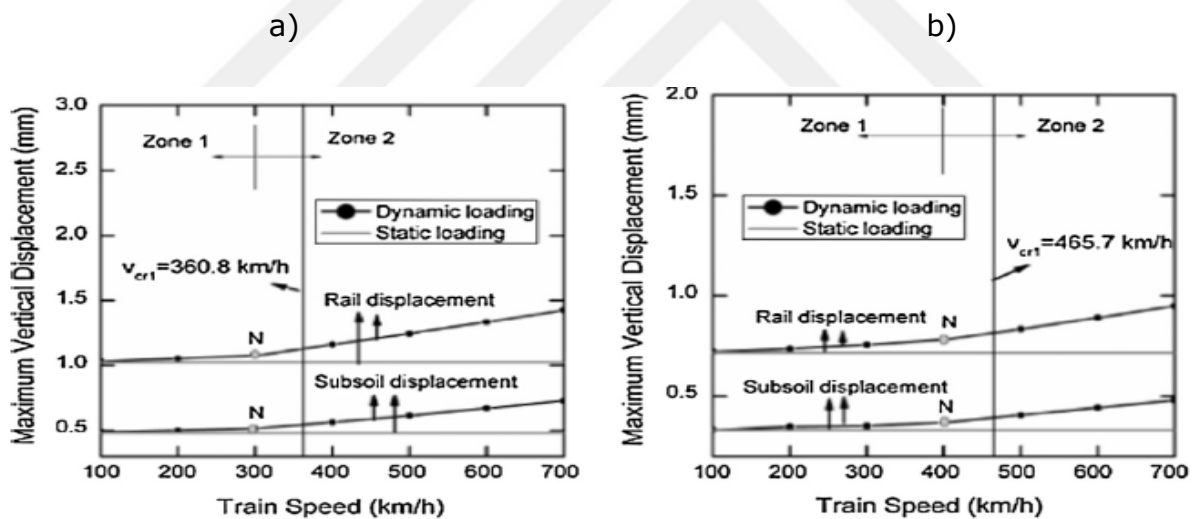 a)
3.0
Zone 1
Zone 2
2.5
Dynamic loading
Static loading
2.0
v_cr1=360.8 km/h
1.5
Rail displacement
N
1.0
Subsoil displacement
N
0.5
100 200 300 400 500 600 700
Train Speed (km/h)
Maximum Vertical Displacement (mm)
b)
2.0
Zone 1
Zone 2
1.5
Dynamic loading
Static loading
v_cr1=465.7 km/h
1.0
Rail displacement
N
Subsoil displacement
N
0.5
100 200 300 400 500 600 700
Train Speed (km/h)
Maximum Vertical Displacement (mm)